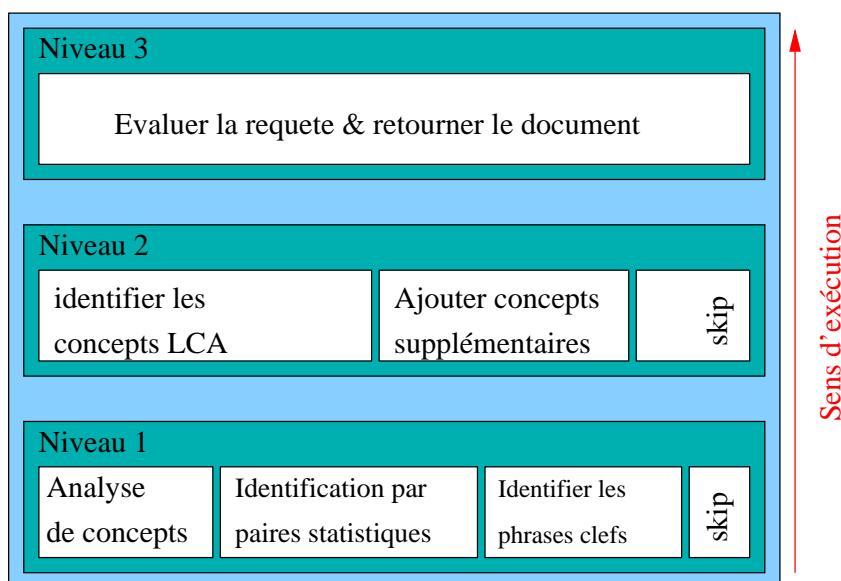 Niveau 3
Evaluer la requete & retourner le document
Niveau 2
identifier les
concepts LCA
Ajouter concepts
supplémentaires
skip
Niveau 1
Analyse
de concepts
Identification par
paires statistiques
Identifier les
phrases clefs
skip
Sens d'exécution